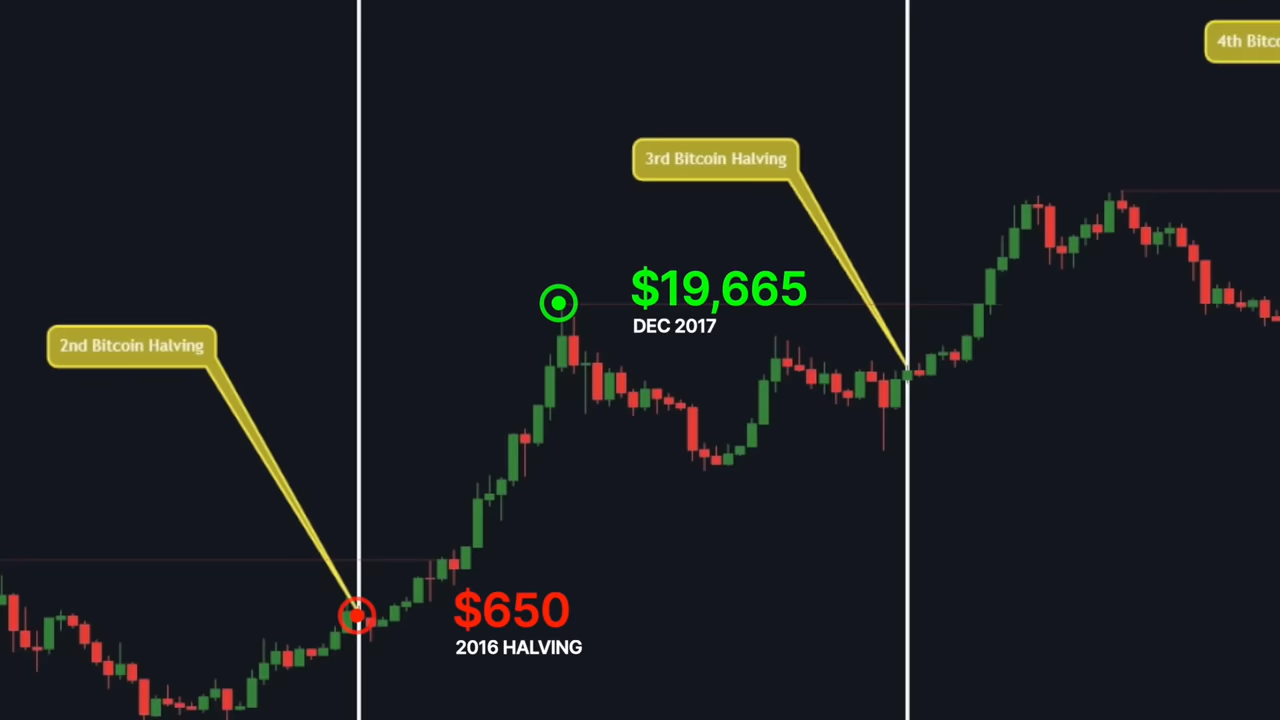 4th Bitc
3rd Bitcoin Halving
$19,665
DEC 2017
2nd Bitcoin Halving
$650
2016 HALVING